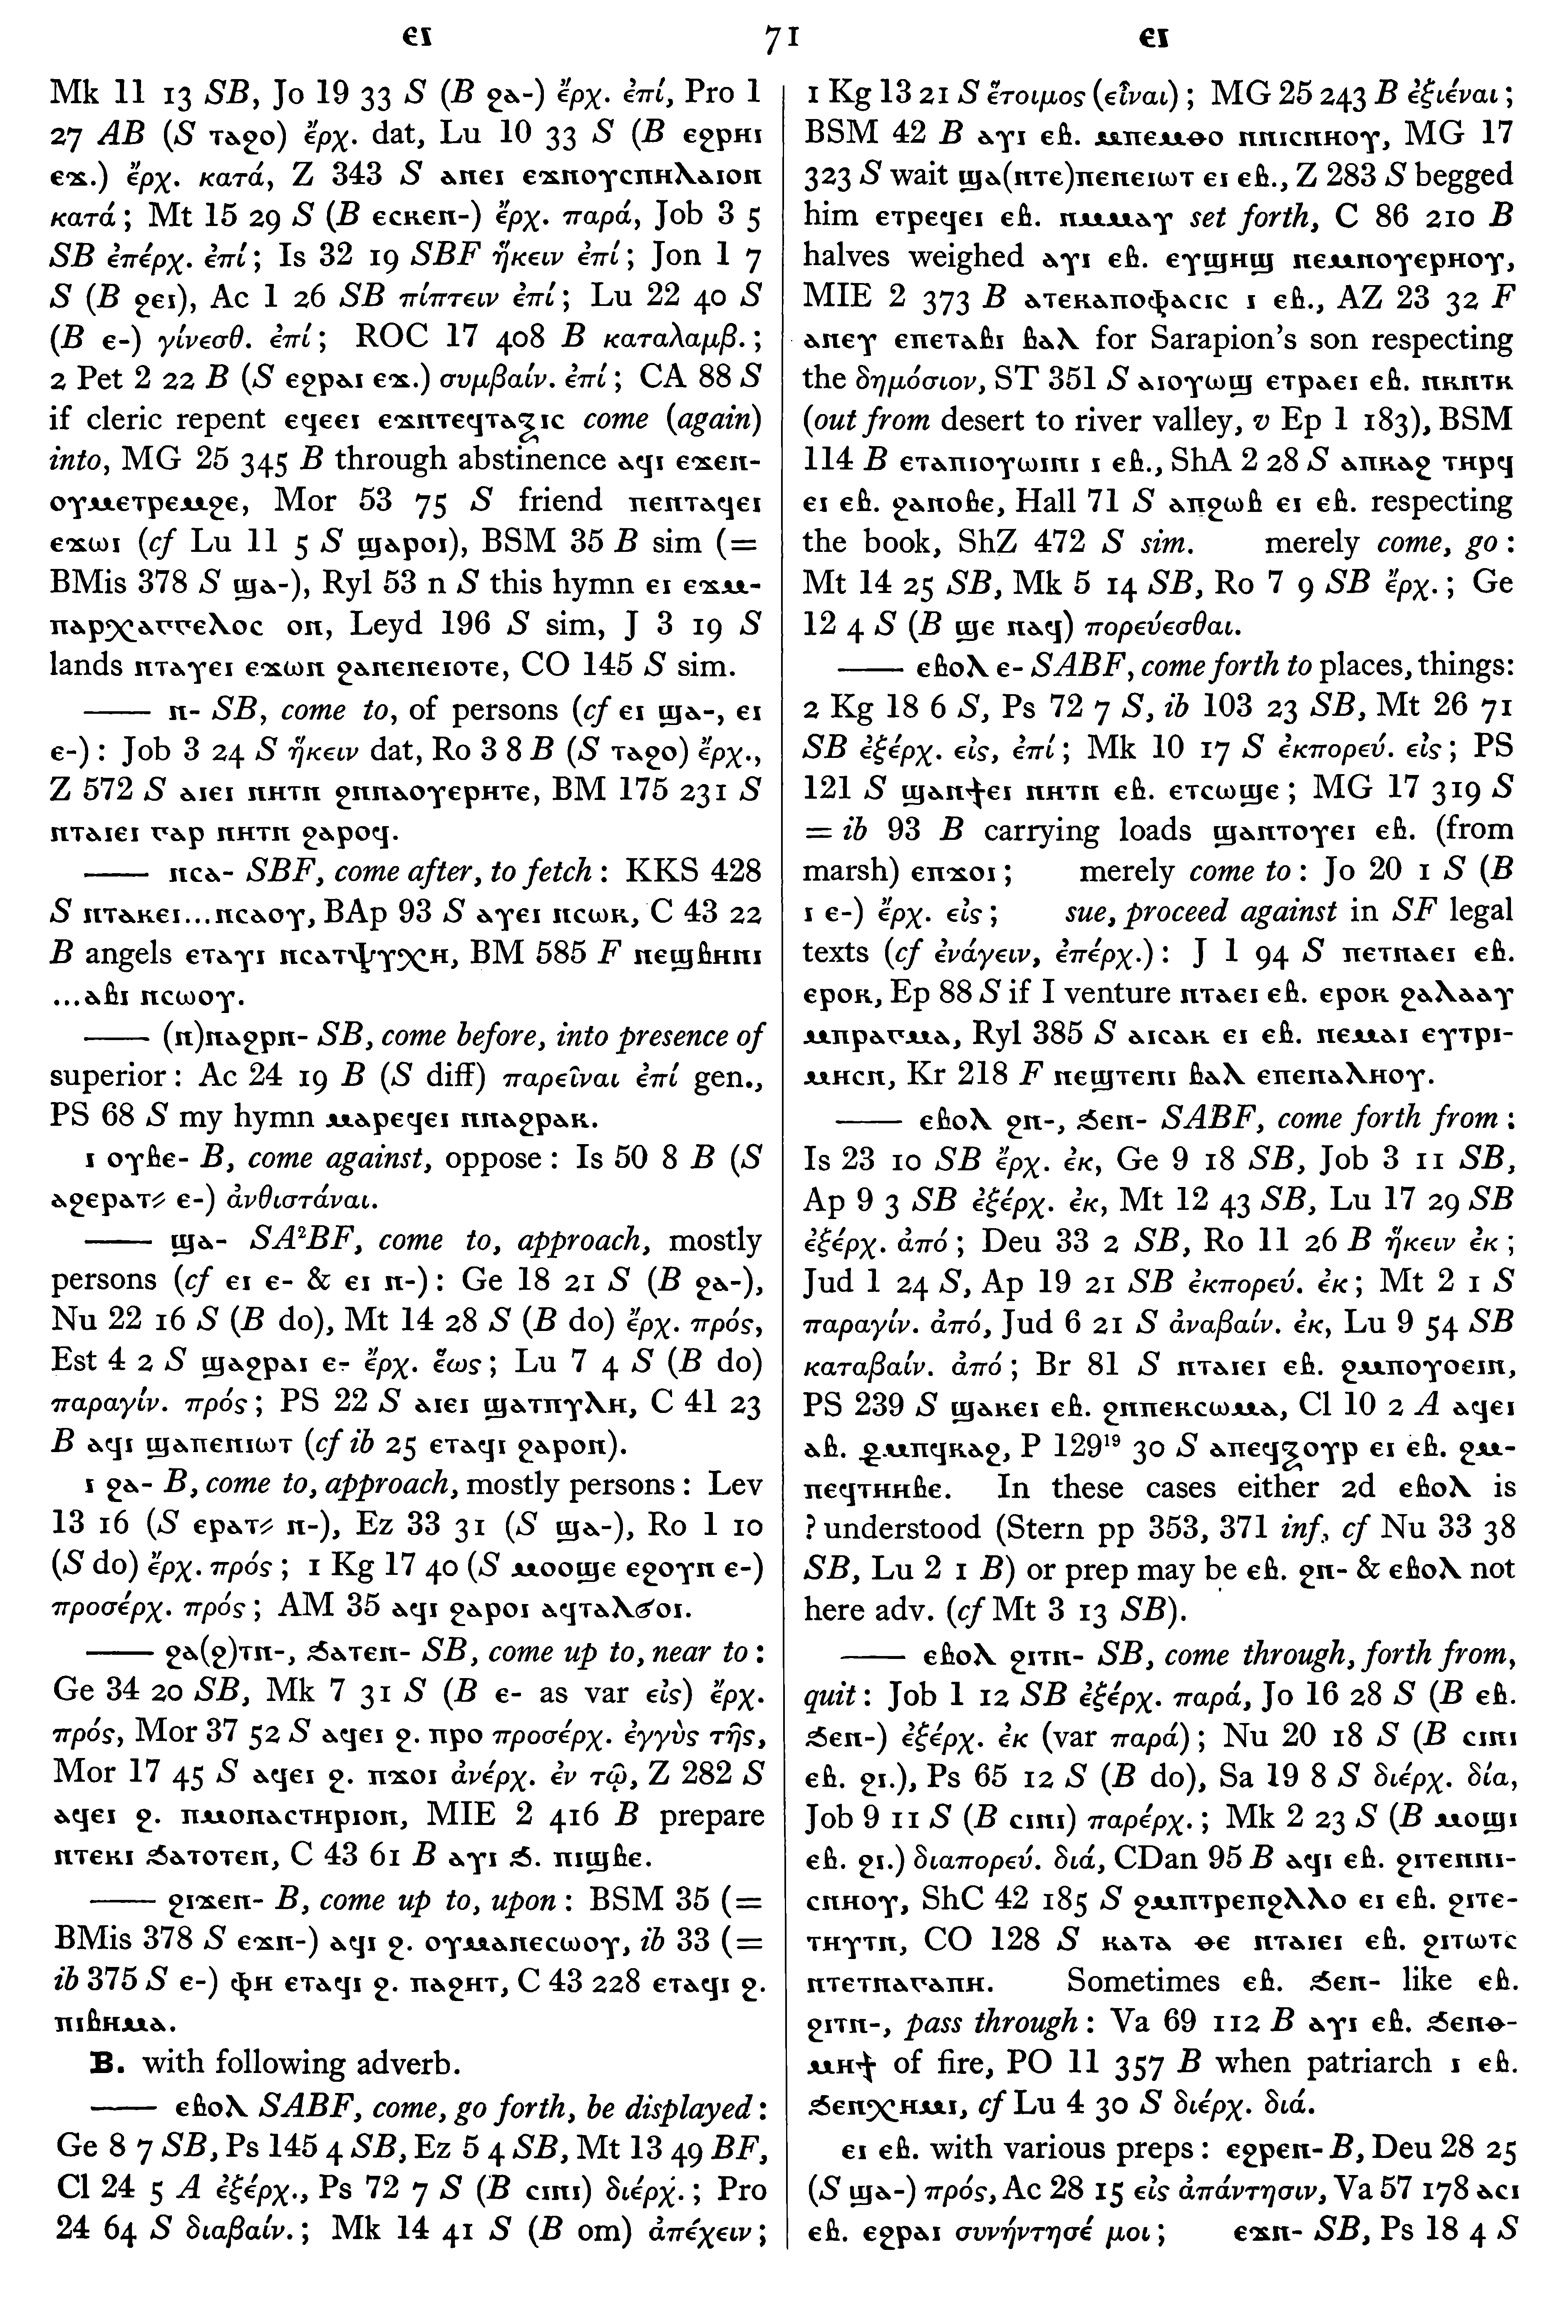 ⲉⲓ 71 ⲉⲓ
Mk 11 13 SB, Jo 19 33 S (B ϩⲁ-) ἔρχ. ἐπί, Pro 1
27 AB (S ⲧⲁϩⲟ) ἔρχ. dat, Lu 10 33 S (B ⲉϩⲣⲏⲓ
ⲉϫ.) ἔρχ. κατά, Z 343 S ⲁⲛⲉⲓ ⲉϫⲛⲟⲩⲥⲡⲏⲗⲁⲓⲟⲛ
κατά; Mt 15 29 S (B ⲉⲥⲕⲉⲛ-) ἔρχ. παρά, Job 3 5
SB ἐπέρχ. ἐπί; Is 32 19 SBF ἥκειν ἐπί; Jon 1 7
S (B ϩⲉⲓ), Ac 1 26 SB πίπτειν ἐπί; Lu 22 40 S
(B ⲉ-) γίνεσθ. ἐπί; ROC 17 408 B καταλαμβ.;
2 Pet 2 22 B (S ⲉϩⲣⲁⲓ ⲉϫ.) συμβαίν. ἐπί; CA 88 S
if cleric repent ⲉϥⲉⲉⲓ ⲉϫⲛⲧⲉϥⲧⲁⲝⲓⲥ come (again)
into, MG 25 345 B through abstinence ⲁϥⲓ ⲉϫⲉⲛ-
ⲟⲩⲙⲉⲧⲣⲉⲙϩⲉ, Mor 53 75 S friend ⲡⲉⲛⲧⲁϥⲉⲓ
ⲉϫⲱⲓ (cf Lu 11 5 S ϣⲁⲣⲟⲓ), BSM 35 B sim (=
BMis 378 S ϣⲁ-), Ryl 53 n S this hymn ⲉⲓ ⲉϫⲙ-
ⲡⲁⲣⲭⲁⲅⲅⲉⲗⲟⲥ ⲟⲛ, Leyd 196 S sim, J 3 19 S
lands ⲛⲧⲁⲩⲉⲓ ⲉϫⲱⲛ ϩⲁⲛⲉⲛⲉⲓⲟⲧⲉ, CO 145 S sim.
—— ⲛ- SB, come to, of persons (cf ⲉⲓ ϣⲁ-, ⲉⲓ
ⲉ-): Job 3 24 S ἥκειν dat, Ro 3 8 B (S ⲧⲁϩⲟ) ἔρχ.,
Z 572 S ⲁⲓⲉⲓ ⲛⲏⲧⲛ ϩⲛⲛⲁⲟⲩⲉⲣⲏⲧⲉ, BM 175 231 S
ⲛⲧⲁⲓⲉⲓ ⲅⲁⲣ ⲛⲏⲧⲛ ϩⲁⲣⲟϥ.
—— ⲛⲥⲁ- SBF, come after, to fetch: KKS 428
S ⲛⲧⲁⲕⲉⲓ...ⲛⲥⲁⲟⲩ, BAp 93 S ⲁⲩⲉⲓ ⲛⲥⲱⲕ, C 43 22
B angels ⲉⲧⲁⲩⲓ ⲛⲥⲁⲧⲯⲩⲭⲏ, BM 585 F ⲛⲉϣⲃⲏⲛⲓ
...ⲁⲃⲓ ⲛⲥⲱⲟⲩ.
—— (ⲛ)ⲛⲁϩⲣⲛ- SB, come before, into presence of
superior: Ac 24 19 B (S diff) παρεῖναι ἐπί gen.,
PS 68 S my hymn ⲙⲁⲣⲉϥⲉⲓ ⲛⲛⲁϩⲣⲁⲕ.
ⲓ ⲟⲩⲃⲉ- B, come against, oppose: Is 50 8 B (S
ⲁϩⲉⲣⲁⲧ⸗ ⲉ-) ἀνθιστάναι.
—— ϣⲁ- SA²BF, come to, approach, mostly
persons (cf ⲉⲓ ⲉ- & ⲉⲓ ⲛ-): Ge 18 21 S (B ϩⲁ-),
Nu 22 16 S (B do), Mt 14 28 S (B do) ἔρχ. πρός,
Est 4 2 S ϣⲁϩⲣⲁⲓ ⲉ- ἔρχ. ἕως; Lu 7 4 S (B do)
παραγίν. πρός; PS 22 S ⲁⲓⲉⲓ ϣⲁⲧⲡⲩⲗⲏ, C 41 23
B ⲁϥⲓ ϣⲁⲡⲉⲛⲓⲱⲧ (cf ib 25 ⲉⲧⲁϥⲓ ϩⲁⲣⲟⲛ).
ⲓ ϩⲁ- B, come to, approach, mostly persons: Lev
13 16 (S ⲉⲣⲁⲧ⸗ ⲛ-), Ez 33 31 (S ϣⲁ-), Ro 1 10
(S do) ἔρχ. πρός; 1 Kg 17 40 (S ⲙⲟⲟϣⲉ ⲉϩⲟⲩⲛ ⲉ-)
προσέρχ. πρός; AM 35 ⲁϥⲓ ϩⲁⲣⲟⲓ ⲁϥⲧⲁⲗϭⲟⲓ.
—— ϩⲁ(ϩ)ⲧⲛ-, ϧⲁⲧⲉⲛ- SB, come up to, near to:
Ge 34 20 SB, Mk 7 31 S (B ⲉ- as var εἰς) ἔρχ.
πρός, Mor 37 52 S ⲁϥⲉⲓ ϩ. ⲡⲣⲟ προσέρχ. ἐγγὺς τῆς,
Mor 17 45 S ⲁϥⲉⲓ ϩ. ⲡϫⲟⲓ ἀνέρχ. ἐν τῷ, Z 282 S
ⲁϥⲉⲓ ϩ. ⲡⲙⲟⲛⲁⲥⲧⲏⲣⲓⲟⲛ, MIE 2 416 B prepare
ⲛⲧⲉⲕⲓ ϧⲁⲧⲟⲧⲉⲛ, C 43 61 B ⲁⲩⲓ ϧ. ⲡⲓϣⲃⲉ.
—— ϩⲓϫⲉⲛ- B, come up to, upon: BSM 35 (=
BMis 378 S ⲉϫⲛ-) ⲁϥⲓ ϩ. ⲟⲩⲙⲁⲛⲉⲥⲱⲟⲩ, ib 33 (=
ib 375 S ⲉ-) ⲫⲏ ⲉⲧⲁϥⲓ ϩ. ⲡⲁϩⲏⲧ, C 43 228 ⲉⲧⲁϥⲓ ϩ.
ⲡⲓⲃⲏⲙⲁ.
B. with following adverb.
—— ⲉⲃⲟⲗ SABF, come, go forth, be displayed:
Ge 8 7 SB, Ps 145 4 SB, Ez 5 4 SB, Mt 13 49 BF,
Cl 24 5 A ἐξέρχ., Ps 72 7 S (B ⲥⲓⲛⲓ) διέρχ.; Pro
24 64 S διαβαίν.; Mk 14 41 S (B om) ἀπέχειν;
1 Kg 13 21 S ἕτοιμος (εἶναι); MG 25 243 B ἐξιέναι;
BSM 42 B ⲁⲩⲓ ⲉⲃ. ⲙⲡⲉⲙⲑⲟ ⲛⲛⲓⲥⲛⲏⲟⲩ, MG 17
323 S wait ϣⲁ(ⲛⲧⲉ)ⲡⲉⲛⲉⲓⲱⲧ ⲉⲓ ⲉⲃ., Z 283 S begged
him ⲉⲧⲣⲉϥⲉⲓ ⲉⲃ. ⲛⲙⲙⲁⲩ set forth, C 86 210 B
halves weighed ⲁⲩⲓ ⲉⲃ. ⲉⲩϣⲏϣ ⲛⲉⲙⲛⲟⲩⲉⲣⲏⲟⲩ,
MIE 2 373 B ⲁⲧⲉⲕⲁⲡⲟⲫⲁⲥⲓⲥ ⲓ ⲉⲃ., AZ 23 32 F
ⲁⲛⲉⲩ ⲉⲡⲉⲧⲁⲃⲓ ⲃⲁⲗ for Sarapion's son respecting
the δημόσιον, ST 351 S ⲁⲓⲟⲩⲱϣ ⲉⲧⲣⲁⲉⲓ ⲉⲃ. ⲛⲕⲛⲧⲕ
(out from desert to river valley, v Ep 1 183), BSM
114 B ⲉⲧⲁⲡⲓⲟⲩⲱⲓⲛⲓ ⲓ ⲉⲃ., ShA 2 28 S ⲁⲡⲕⲁϩ ⲧⲏⲣϥ
ⲉⲓ ⲉⲃ. ϩⲁⲛⲟⲃⲉ, Hall 71 S ⲁⲡϩⲱⲃ ⲉⲓ ⲉⲃ. respecting
the book, ShZ 472 S sim. merely come, go:
Mt 14 25 SB, Mk 5 14 SB, Ro 7 9 SB ἔρχ.; Ge
12 4 S (B ϣⲉ ⲛⲁϥ) πορεύεσθαι.
—— ⲉⲃⲟⲗ ⲉ- SABF, come forth to places, things:
2 Kg 18 6 S, Ps 72 7 S, ib 103 23 SB, Mt 26 71
SB ἐξέρχ. εἰς, ἐπί; Mk 10 17 S ἐκπορεύ. εἰς; PS
121 S ϣⲁⲛϯⲉⲓ ⲛⲏⲧⲛ ⲉⲃ. ⲉⲧⲥⲱϣⲉ; MG 17 319 S
= ib 93 B carrying loads ϣⲁⲛⲧⲟⲩⲉⲓ ⲉⲃ. (from
marsh) ⲉⲡϫⲟⲓ; merely come to: Jo 20 1 S (B
ⲓ ⲉ-) ἔρχ. εἰς; sue, proceed against in SF legal
texts (cf ἐνάγειν, ἐπέρχ.): J 1 94 S ⲡⲉⲧⲛⲁⲉⲓ ⲉⲃ.
ⲉⲣⲟⲕ, Ep 88 S if I venture ⲛⲧⲁⲉⲓ ⲉⲃ. ⲉⲣⲟⲕ ϩⲁⲗⲁⲁⲩ
ⲙⲡⲣⲁⲅⲙⲁ, Ryl 385 S ⲁⲓⲥⲁⲕ ⲉⲓ ⲉⲃ. ⲛⲉⲙⲁⲓ ⲉⲩⲧⲣⲓ-
ⲙⲏⲥⲛ, Kr 218 F ⲛⲉϣⲧⲉⲛⲓ ⲃⲁⲗ ⲉⲛⲉⲛⲁⲗⲏⲟⲩ.
—— ⲉⲃⲟⲗ ϩⲛ-, ϧⲉⲛ- SABF, come forth from:
Is 23 10 SB ἔρχ. ἐκ, Ge 9 18 SB, Job 3 11 SB,
Ap 9 3 SB ἐξέρχ. ἐκ, Mt 12 43 SB, Lu 17 29 SB
ἐξέρχ. ἀπό; Deu 33 2 SB, Ro 11 26 B ἥκειν ἐκ;
Jud 1 24 S, Ap 19 21 SB ἐκπορεύ. ἐκ; Mt 2 1 S
παραγίν. ἀπό, Jud 6 21 S ἀναβαίν. ἐκ, Lu 9 54 SB
καταβαίν. ἀπό; Br 81 S ⲛⲧⲁⲓⲉⲓ ⲉⲃ. ϩⲙⲡⲟⲩⲟⲉⲓⲛ,
PS 239 S ϣⲁⲕⲉⲓ ⲉⲃ. ϩⲛⲛⲉⲕⲥⲱⲙⲁ, Cl 10 2 A ⲁϥⲉⲓ
ⲁⲃ. ϩⲙⲡϥⲕⲁϩ, P 129¹⁹ 30 S ⲁⲡⲉϥⲝⲟⲩⲣ ⲉⲓ ⲉⲃ. ϩⲙ-
ⲡⲉϥⲧⲏⲏⲃⲉ. In these cases either 2d ⲉⲃⲟⲗ is
? understood (Stern pp 353, 371 inf, cf Nu 33 38
SB, Lu 2 1 B) or prep may be ⲉⲃ. ϩⲛ- & ⲉⲃⲟⲗ not
here adv. (cf Mt 3 13 SB).
—— ⲉⲃⲟⲗ ϩⲓⲧⲛ- SB, come through, forth from,
quit: Job 1 12 SB ἐξέρχ. παρά, Jo 16 28 S (B ⲉⲃ.
ϧⲉⲛ-) ἐξέρχ. ἐκ (var παρά); Nu 20 18 S (B ⲥⲓⲛⲓ
ⲉⲃ. ϩⲓ.), Ps 65 12 S (B do), Sa 19 8 S διέρχ. δία,
Job 9 11 S (B ⲥⲓⲛⲓ) παρέρχ.; Mk 2 23 S (B ⲙⲟϣⲓ
ⲉⲃ. ϩⲓ.) διαπορεύ. διά, CDan 95 B ⲁϥⲓ ⲉⲃ. ϩⲓⲧⲉⲛⲛⲓ-
ⲥⲛⲏⲟⲩ, ShC 42 185 S ϩⲙⲡⲧⲣⲉⲡϩⲗⲗⲟ ⲉⲓ ⲉⲃ. ϩⲓⲧⲉ-
ⲧⲏⲩⲧⲛ, CO 128 S ⲕⲁⲧⲁ ⲑⲉ ⲛⲧⲁⲓⲉⲓ ⲉⲃ. ϩⲓⲧⲱⲧⲥ
ⲛⲧⲉⲧⲛⲁⲅⲁⲡⲏ. Sometimes ⲉⲃ. ϧⲉⲛ- like ⲉⲃ.
ϩⲓⲧⲛ-, pass through: Va 69 112 B ⲁⲩⲓ ⲉⲃ. ϧⲉⲛⲑ-
ⲙⲏϯ of fire, PO 11 357 B when patriarch ⲓ ⲉⲃ.
ϧⲉⲛⲭⲏⲙⲓ, cf Lu 4 30 S διέρχ. διά.
ⲉⲓ ⲉⲃ. with various preps: ⲉϩⲣⲉⲛ- B, Deu 28 25
(S ϣⲁ-) πρός, Ac 28 15 εἰς ἀπάντησιν, Va 57 178 ⲁⲥⲓ
ⲉⲃ. ⲉϩⲣⲁⲓ συνήντησέ μοι; ⲉϫⲛ- SB, Ps 18 4 S